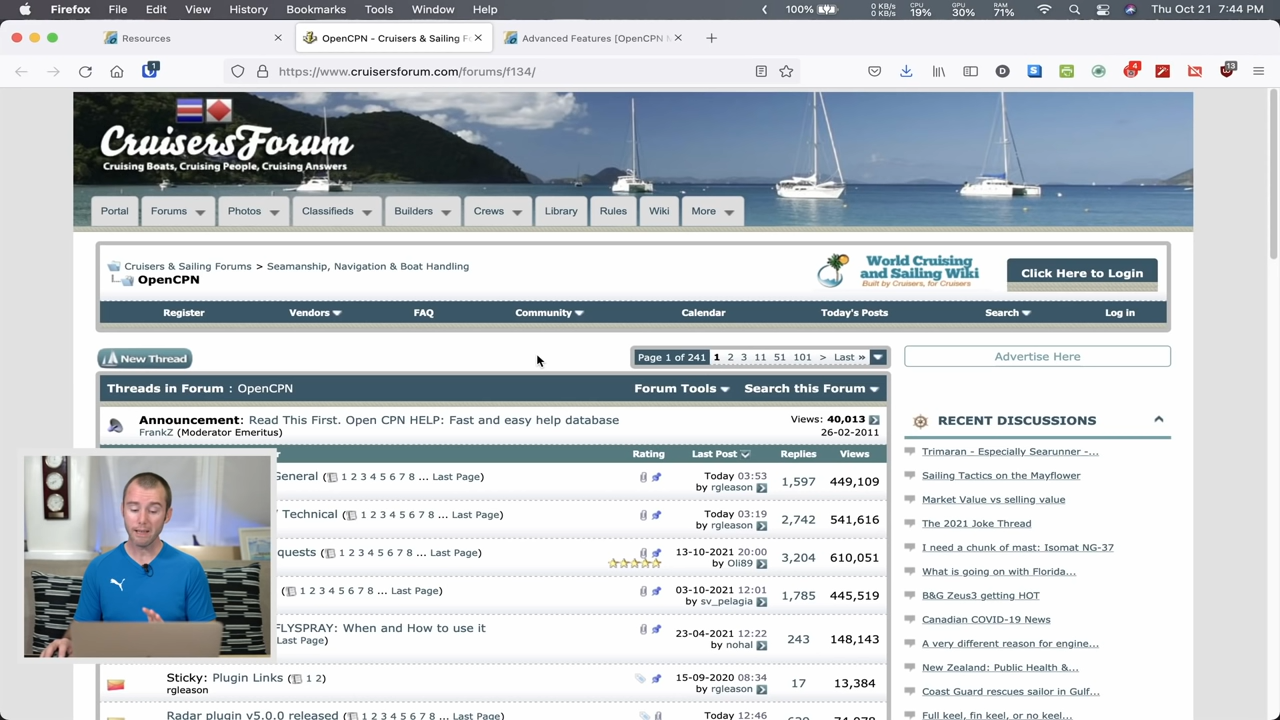 Firefox File Edit View History Bookmarks Tools Window Help 100% 0 KB/s 0 KB/s CPU 19% GPU 30% RAM 71% Thu Oct 21 7:44 PM
Resources OpenCPN - Cruisers & Sailing F Advanced Features [OpenCPN M
https://www.cruisersforum.com/forums/f134/
1 4 13
CruisersForum
Cruising Boats, Cruising People, Cruising Answers
Portal Forums Photos Classifieds Builders Crews Library Rules Wiki More
Cruisers & Sailing Forums > Seamanship, Navigation & Boat Handling
OpenCPN
World Cruising
and Sailing Wiki
Built by Cruisers, for Cruisers
Click Here to Login
Register Vendors FAQ Community Calendar Today's Posts Search Log in
New Thread
Page 1 of 241 1 2 3 11 51 101 > Last »
Advertise Here
Threads in Forum : OpenCPN Forum Tools Search this Forum
Announcement: Read This First. Open CPN HELP: Fast and easy help database Views: 40,013
FrankZ (Moderator Emeritus) 26-02-2011
r Rating Last Post Replies Views
General ( 1 2 3 4 5 6 7 8 ... Last Page) Today 03:53 1,597 449,109
by rgleason
/ Technical ( 1 2 3 4 5 6 7 8 ... Last Page) Today 03:19 2,742 541,616
by rgleason
quests ( 1 2 3 4 5 6 7 8 ... Last Page) 13-10-2021 20:00 3,204 610,051
by Oli89
( 1 2 3 4 5 6 7 8 ... Last Page) 03-10-2021 12:01 1,785 445,519
by sv_pelagia
FLYSPRAY: When and How to use it 23-04-2021 12:22 243 148,143
Last Page) by nohal
Sticky: Plugin Links ( 1 2) 15-09-2020 08:34 17 13,384
rgleason by rgleason
Radar plugin v5.0.0 released ( 1 2 3 4 5 6 7 8 ... Last Page) Today 12:46
RECENT DISCUSSIONS
Trimaran - Especially Searunner -...
Sailing Tactics on the Mayflower
Market Value vs selling value
The 2021 Joke Thread
I need a chunk of mast: Isomat NG-37
What is going on with Florida...
B&G Zeus3 getting HOT
Canadian COVID-19 News
A very different reason for engine...
New Zealand: Public Health &...
Coast Guard rescues sailor in Gulf...
Full keel, fin keel, or no keel...